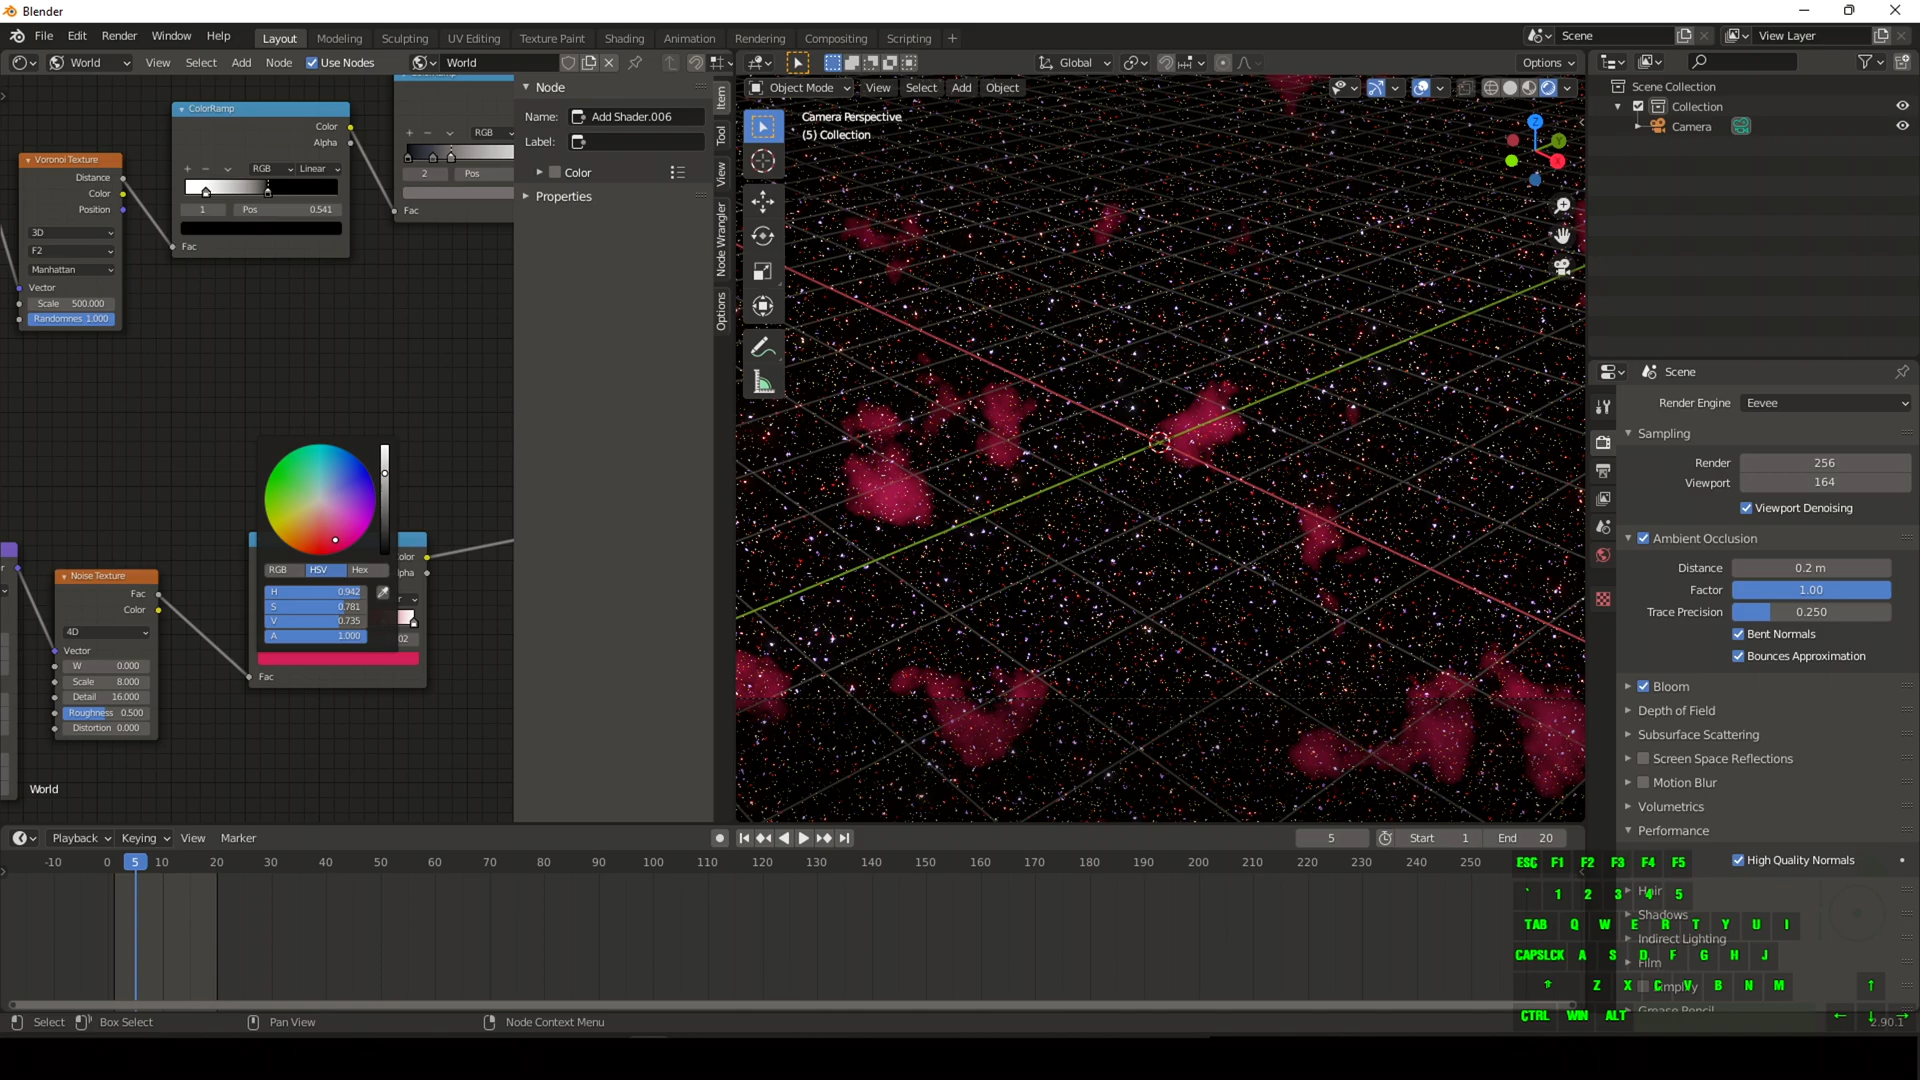 Blender
File Edit Render Window Help
Layout Modeling Sculpting UV Editing Texture Paint Shading Animation Rendering Compositing Scripting +
Scene View Layer
World View Select Add Node Use Nodes World
Global Options
Object Mode View Select Add Object
Camera Perspective
(5) Collection
Scene Collection
Collection
Camera
Node
Name: Add Shader.006
Label:
Color
Properties
Item
Tool
View
Node Wrangler
Options
ColorRamp
Color
Alpha
RGB Linear
1 Pos 0.541
Fac
RGB
2 Pos
Fac
Voronoi Texture
Distance
Color
Position
3D
F2
Manhattan
Vector
Scale 500.000
Randomnes 1.000
RGB HSV Hex
H 0.942
S 0.781
V 0.735
A 1.000
olor
lpha
02
Fac
Noise Texture
Fac
Color
4D
Vector
W 0.000
Scale 8.000
Detail 16.000
Roughness 0.500
Distortion 0.000
World
Z
Y
X
Scene
Render Engine Eevee
Sampling
Render 256
Viewport 164
Viewport Denoising
Ambient Occlusion
Distance 0.2 m
Factor 1.00
Trace Precision 0.250
Bent Normals
Bounces Approximation
Bloom
Depth of Field
Subsurface Scattering
Screen Space Reflections
Motion Blur
Volumetrics
Performance
High Quality Normals
Hair
Shadows
Indirect Lighting
Film
Playback Keying View Marker
5 Start 1 End 20
-10 0 5 10 20 30 40 50 60 70 80 90 100 110 120 130 140 150 160 170 180 190 200 210 220 230 240 250
ESC F1 F2 F3 F4 F5
` 1 2 3 4 5
TAB Q W E R T Y U I
CAPSLCK A S D F G H J
Z X C V B N M
CTRL WIN ALT
Select Box Select Pan View Node Context Menu
2.90.1